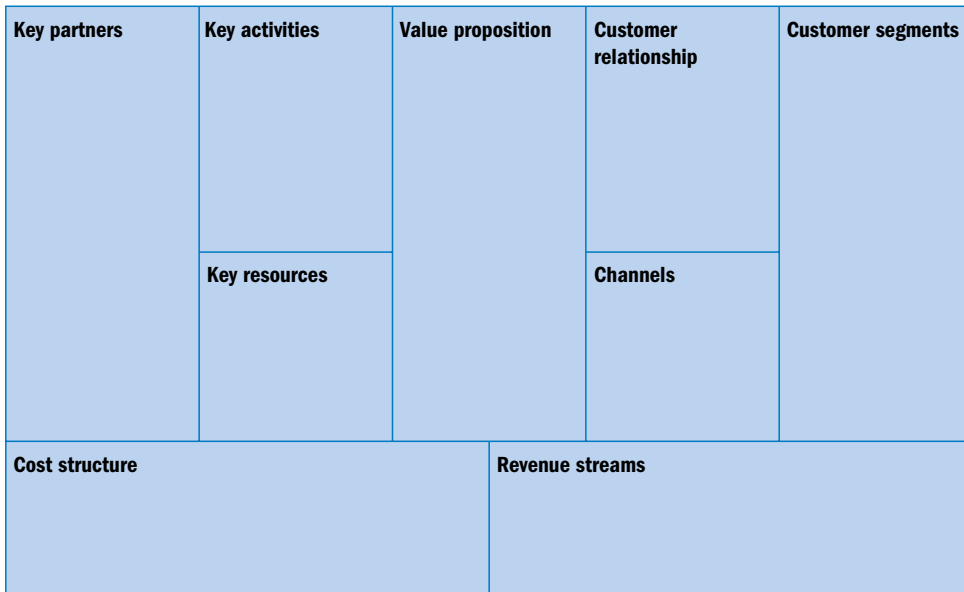 Key partners
Key activities
Value proposition
Customer
relationship
Customer segments
Key resources
Channels
Cost structure
Revenue streams